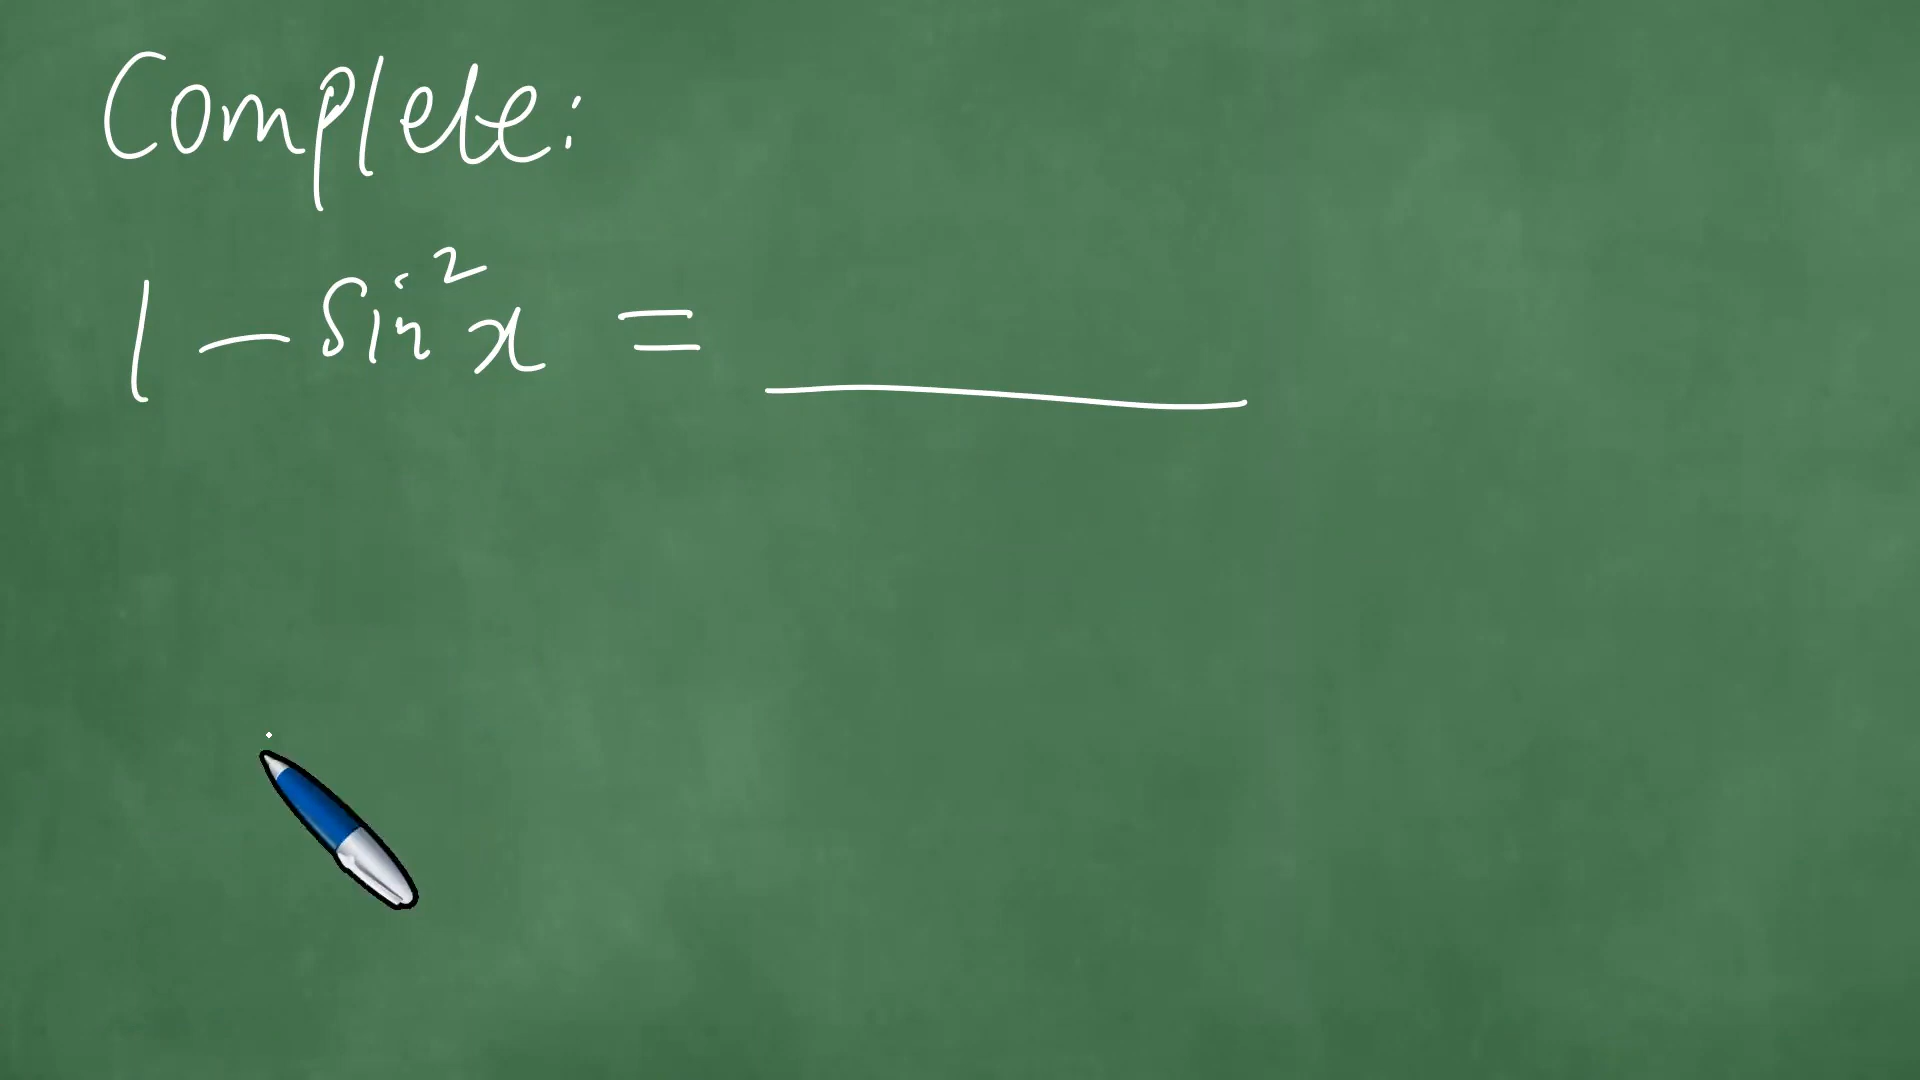 Complete:
1 - sin²x = ________